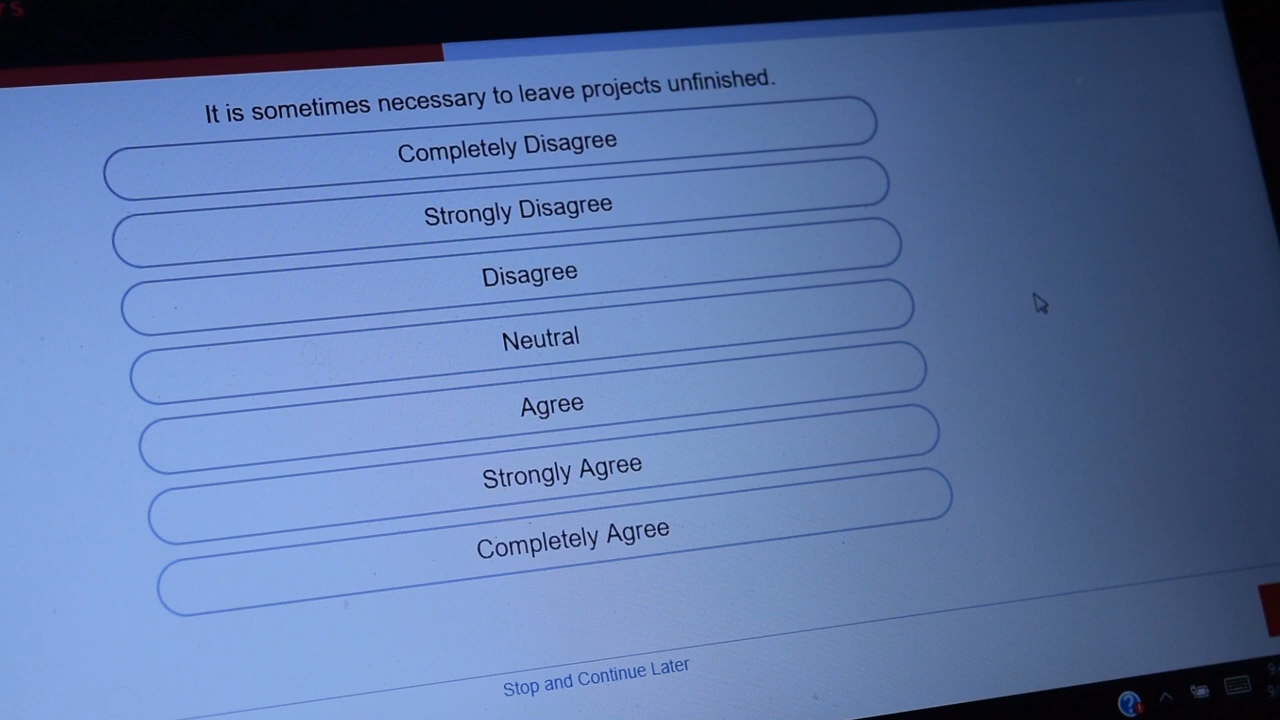 It is sometimes necessary to leave projects unfinished.
Completely Disagree
Strongly Disagree
Disagree
Neutral
Agree
Strongly Agree
Completely Agree
Stop and Continue Later